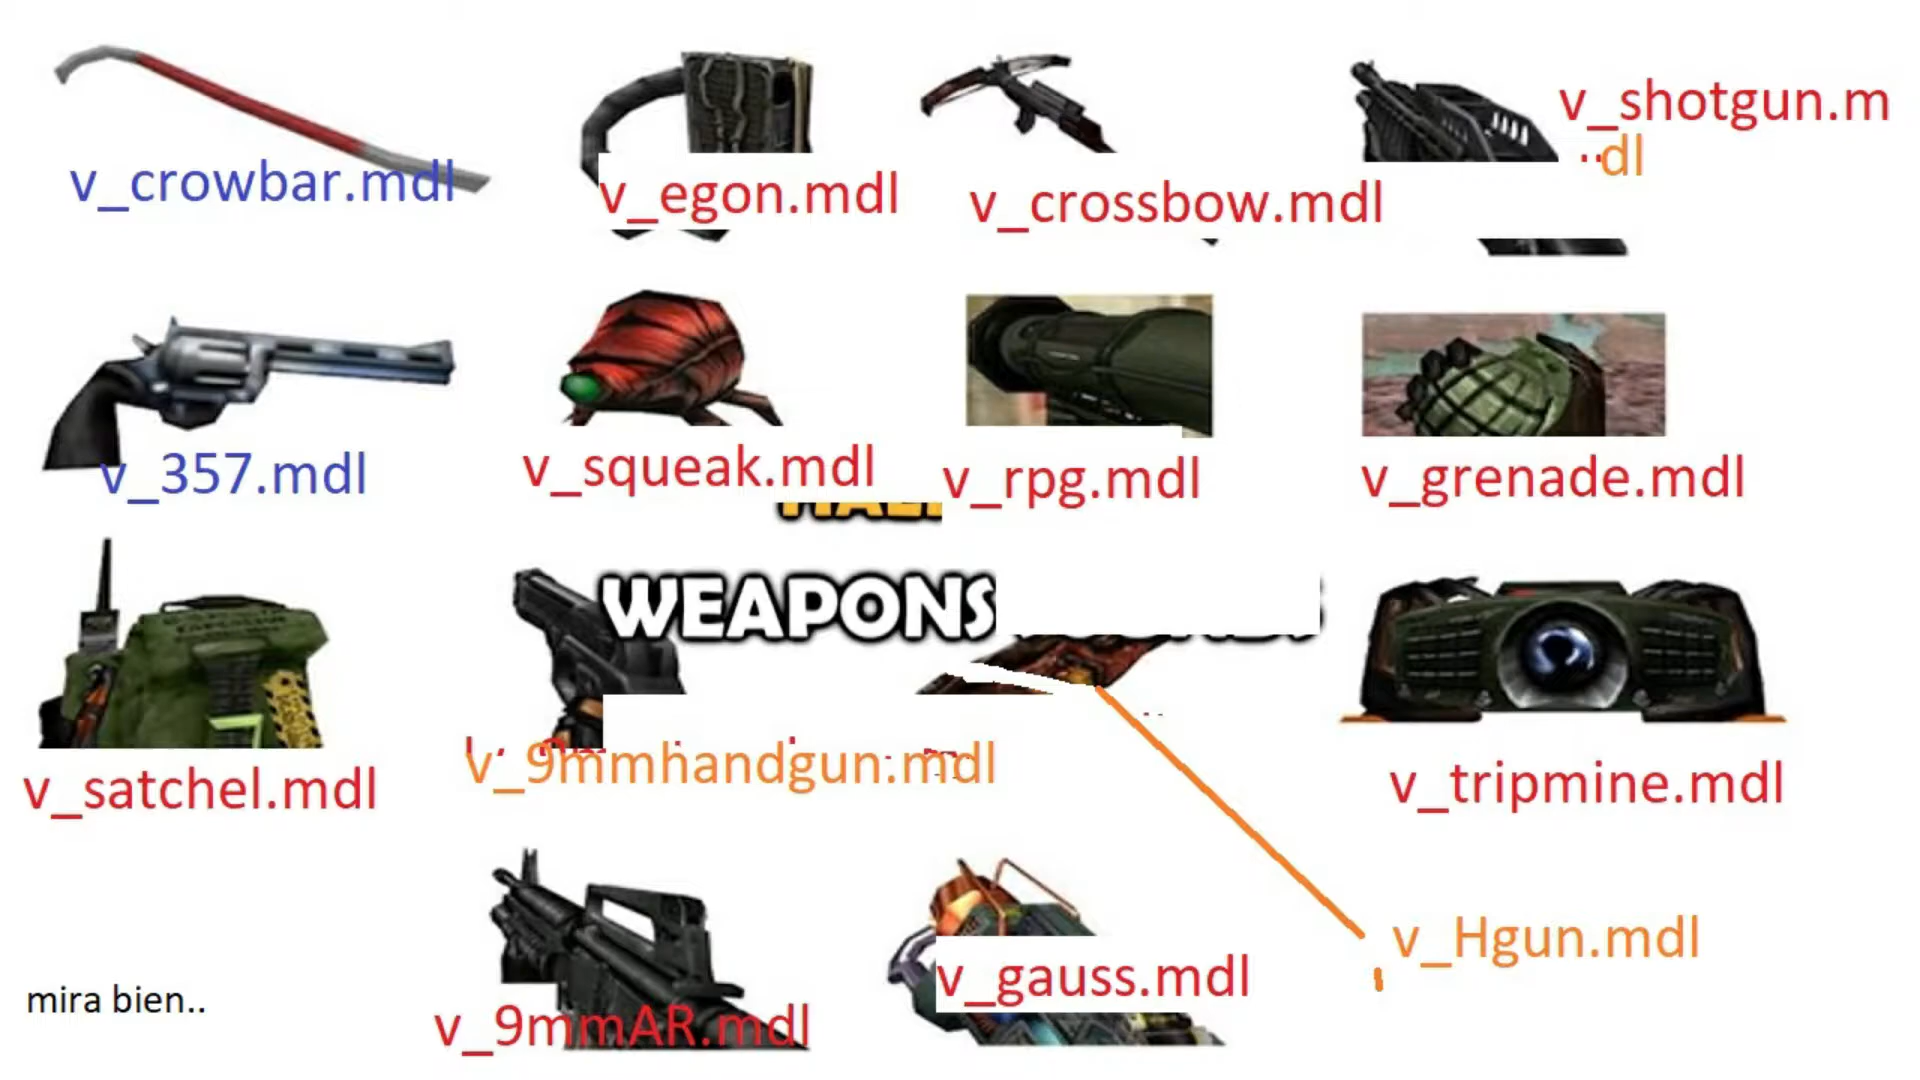 v_crowbar.mdl
v_egon.mdl
v_crossbow.mdl
v_shotgun.m
dl
v_357.mdl
v_squeak.mdl
v_rpg.mdl
v_grenade.mdl
WEAPONS
v_satchel.mdl
v_9mmhandgun.mdl
v_tripmine.mdl
v_9mmAR.mdl
v_gauss.mdl
v_Hgun.mdl
mira bien..